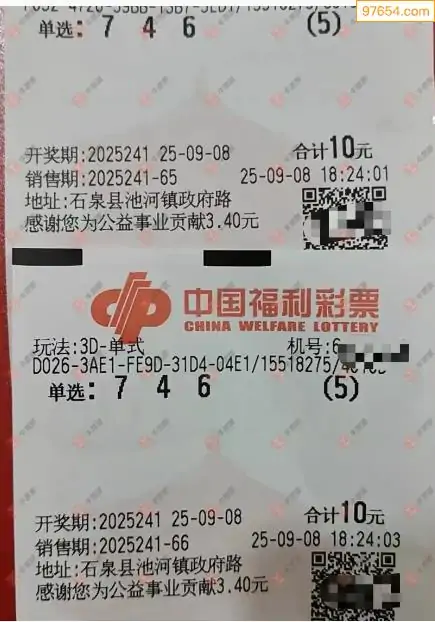 97654.com
单选: 7 4 6 (5)
开奖期:2025241 25-09-08 合计10元
销售期:2025241-65 25-09-08 18:24:01
地址:石泉县池河镇政府路
感谢您为公益事业贡献3.40元
中国福利彩票
CHINA WELFARE LOTTERY
玩法:3D-单式 机号:6
D026-3AE1-FE9D-31D4-04E1/15518275/
单选: 7 4 6 (5)
开奖期:2025241 25-09-08 合计10元
销售期:2025241-66 25-09-08 18:24:03
地址:石泉县池河镇政府路
感谢您为公益事业贡献3.40元